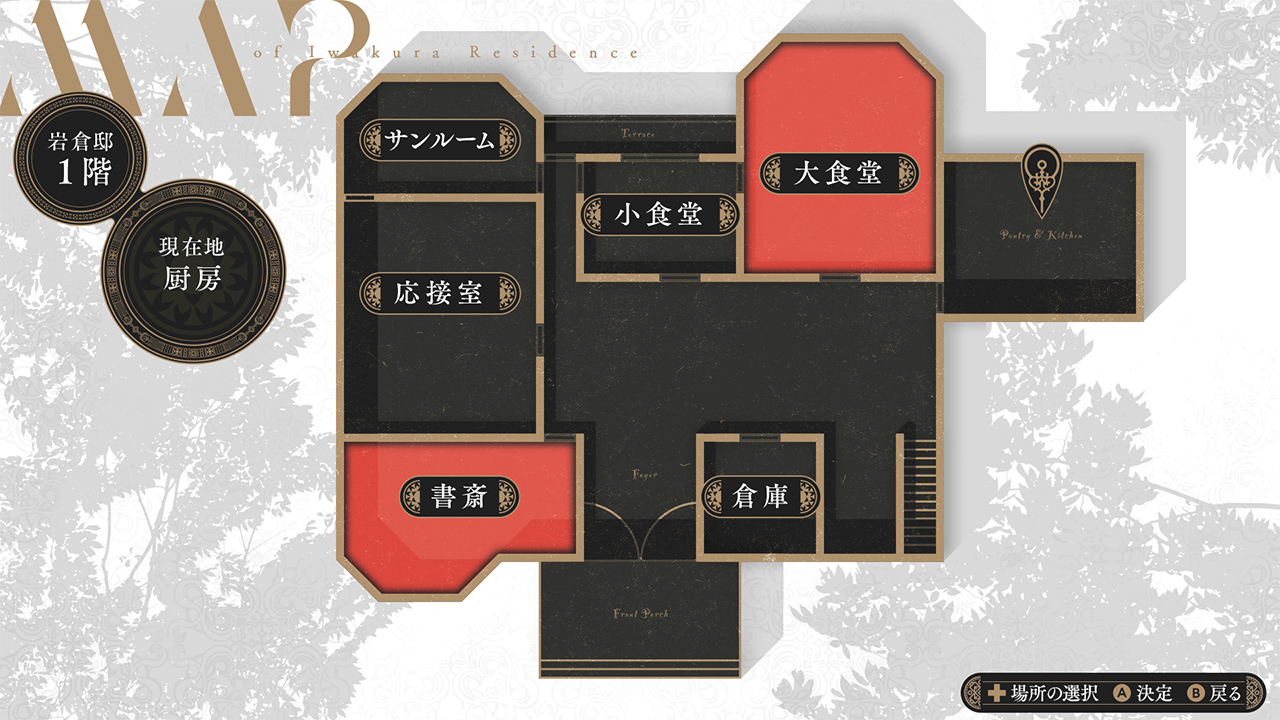 MAP
of Iwakura Residence
岩倉邸
1階
現在地
厨房
サンルーム
Terrace
大食堂
小食堂
Pantry & Kitchen
応接室
Foyer
書斎
倉庫
Front Porch
場所の選択 A 決定 B 戻る